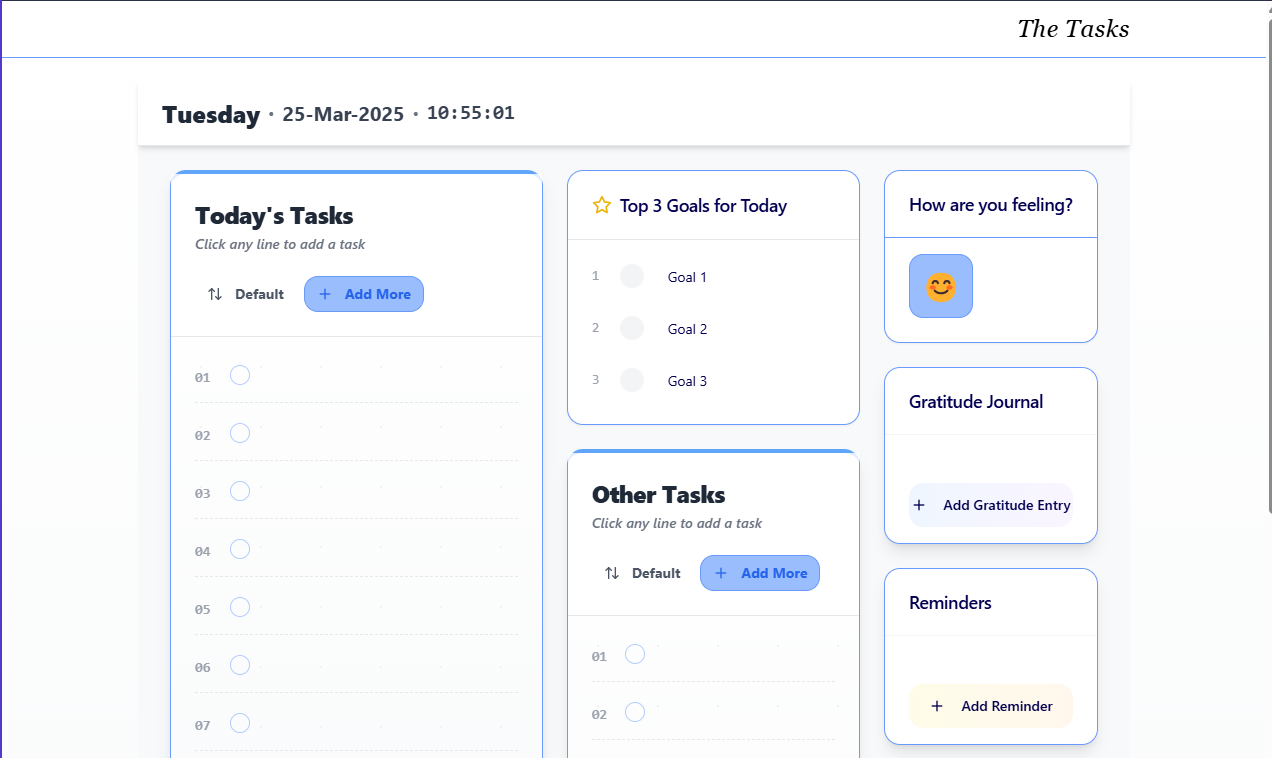 The Tasks
Tuesday · 25-Mar-2025 · 10:55:01
Today's Tasks
Click any line to add a task
Default + Add More
01
02
03
04
05
06
07
Top 3 Goals for Today
1 Goal 1
2 Goal 2
3 Goal 3
Other Tasks
Click any line to add a task
Default + Add More
01
02
How are you feeling?
Gratitude Journal
+ Add Gratitude Entry
Reminders
+ Add Reminder